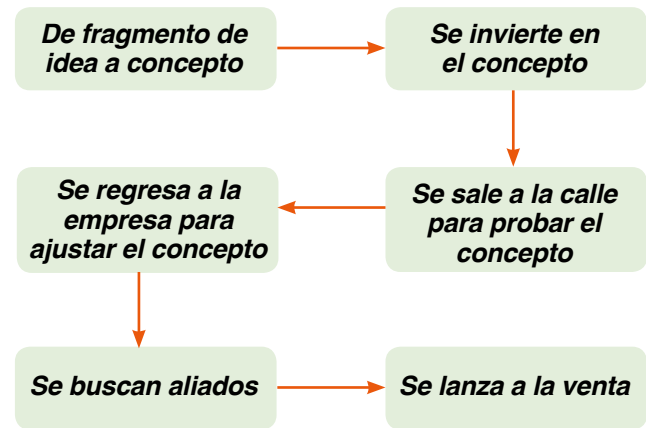 De fragmento de
idea a concepto
Se invierte en
el concepto
Se sale a la calle
para probar el
concepto
Se regresa a la
empresa para
ajustar el concepto
Se buscan aliados
Se lanza a la venta